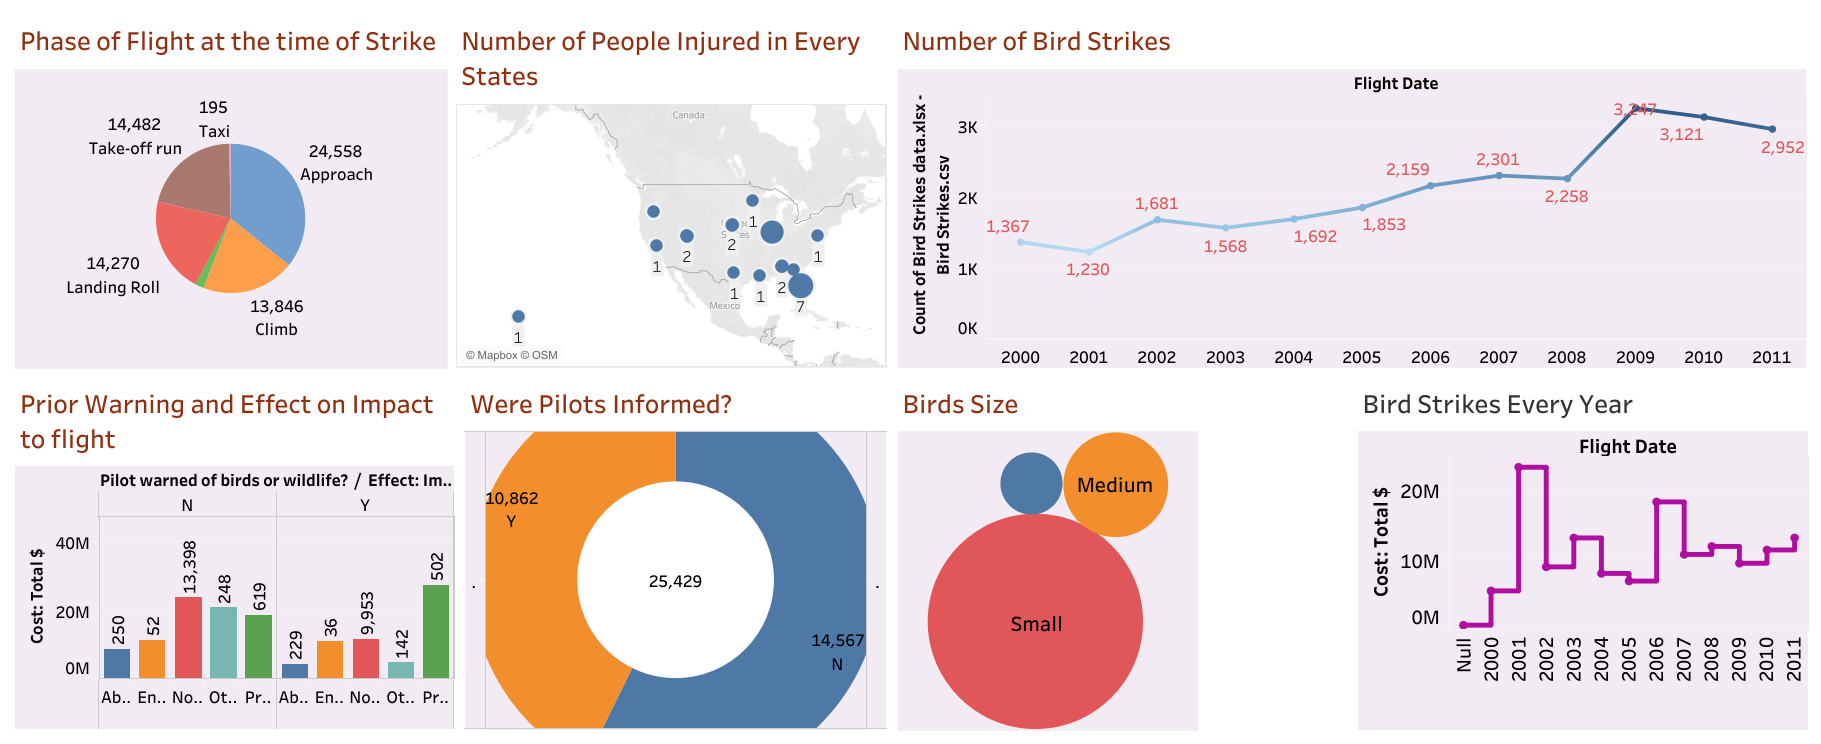 Phase of Flight at the time of Strike
195
Taxi
14,482
Take-off run
24,558
Approach
14,270
Landing Roll
13,846
Climb
Number of People Injured in Every
States
Canada
Mexico
1
2
2
1
1
1
1
2
7
1
© Mapbox © OSM
Number of Bird Strikes
Flight Date
Count of Bird Strikes data.xlsx -
Bird Strikes.csv
3K
2K
1K
0K
1,367
1,230
1,681
1,568
1,692
1,853
2,159
2,301
2,258
3,247
3,121
2,952
2000 2001 2002 2003 2004 2005 2006 2007 2008 2009 2010 2011
Prior Warning and Effect on Impact
to flight
Pilot warned of birds or wildlife? / Effect: Im..
N Y
Cost: Total $
40M
20M
0M
250 52 13,398 248 619 229 36 9,953 142 502
Ab.. En.. No.. Ot.. Pr.. Ab.. En.. No.. Ot.. Pr..
Were Pilots Informed?
10,862
Y
25,429
14,567
N
Birds Size
Medium
Small
Bird Strikes Every Year
Flight Date
Cost: Total $
20M
10M
0M
Null 2000 2001 2002 2003 2004 2005 2006 2007 2008 2009 2010 2011